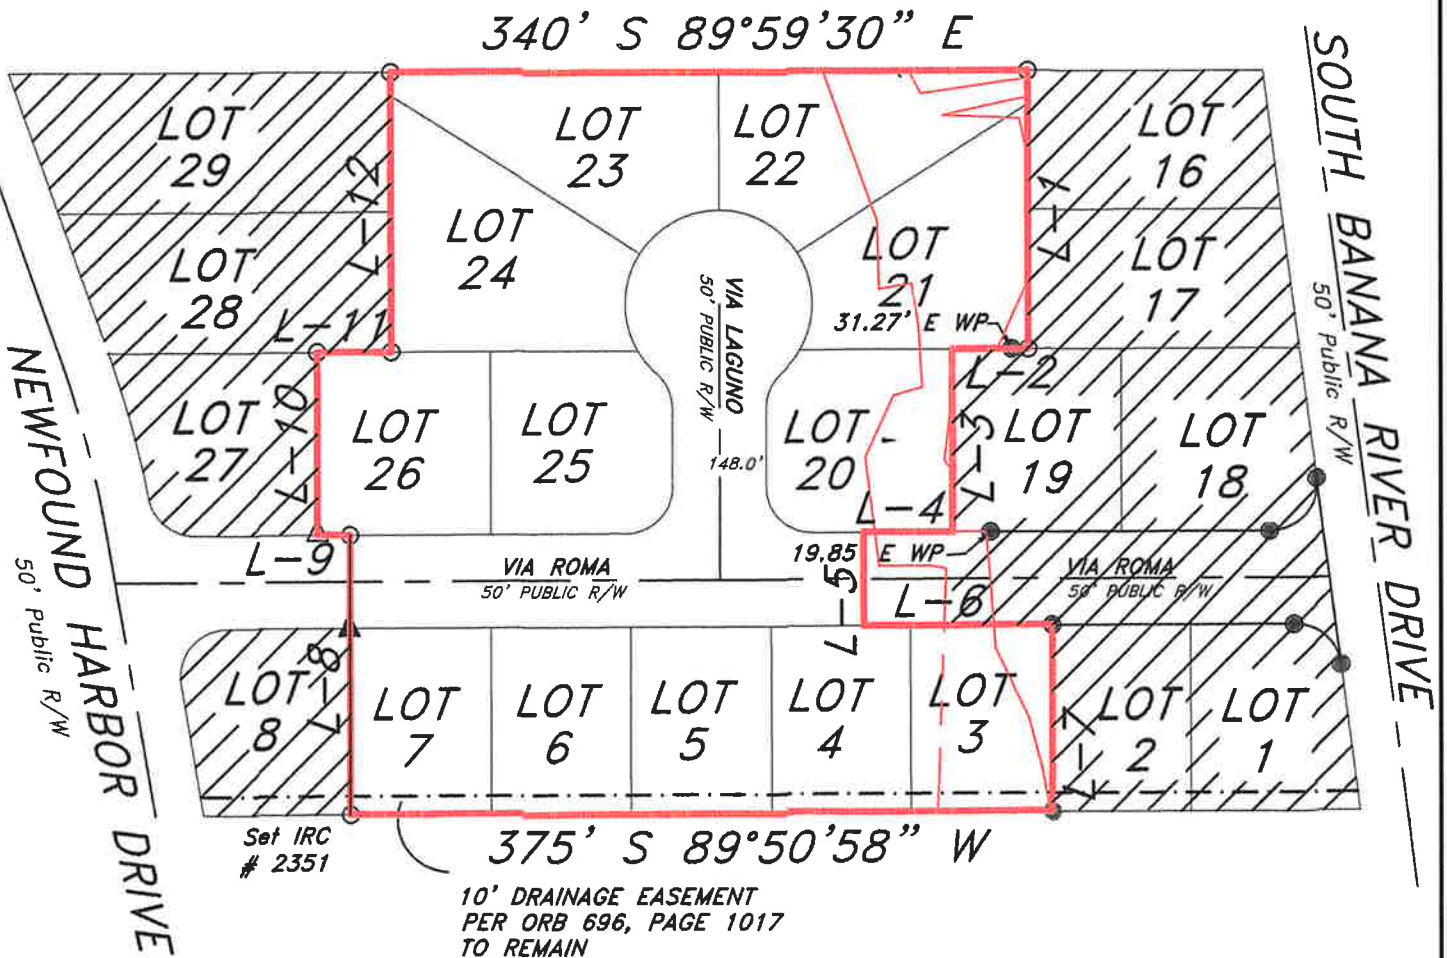 340' S 89°59'30" E
SOUTH BANANA RIVER DRIVE
50' Public R/W
LOT
29
LOT
23
LOT
22
LOT
16
L-12
L-1
LOT
28
LOT
24
LOT
21
LOT
17
31.27' E WP
L-11
L-2
VIA LAGUNO
50' PUBLIC R/W
148.0'
LOT
27
L-10
LOT
26
LOT
25
LOT
20
L-3
LOT
19
LOT
18
L-4
L-9
19.85 E WP
VIA ROMA
50' PUBLIC R/W
L-5
L-6
VIA ROMA
50' PUBLIC R/W
NEWFOUND HARBOR DRIVE
50' Public R/W
LOT
8
L-8
LOT
7
LOT
6
LOT
5
LOT
4
LOT
3
L-7
LOT
2
LOT
1
Set IRC
# 2351
375' S 89°50'58" W
10' DRAINAGE EASEMENT
PER ORB 696, PAGE 1017
TO REMAIN